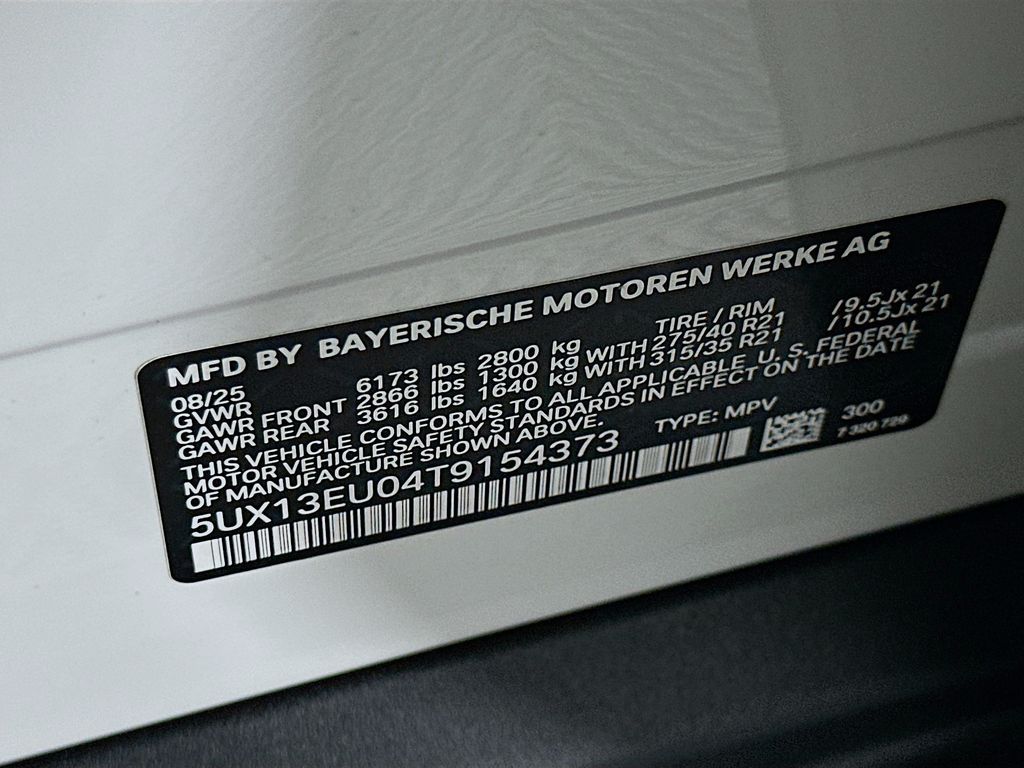 MFD BY BAYERISCHE MOTOREN WERKE AG
08/25 TIRE / RIM
GVWR 6173 lbs 2800 kg
GAWR FRONT 2866 lbs 1300 kg WITH 275/40 R21 /9.5Jx 21
GAWR REAR 3616 lbs 1640 kg WITH 315/35 R21 /10.5Jx 21
THIS VEHICLE CONFORMS TO ALL APPLICABLE U. S. FEDERAL
MOTOR VEHICLE SAFETY STANDARDS IN EFFECT ON THE DATE
OF MANUFACTURE SHOWN ABOVE.
5UX13EU04T9154373 TYPE: MPV 300
7 320 720